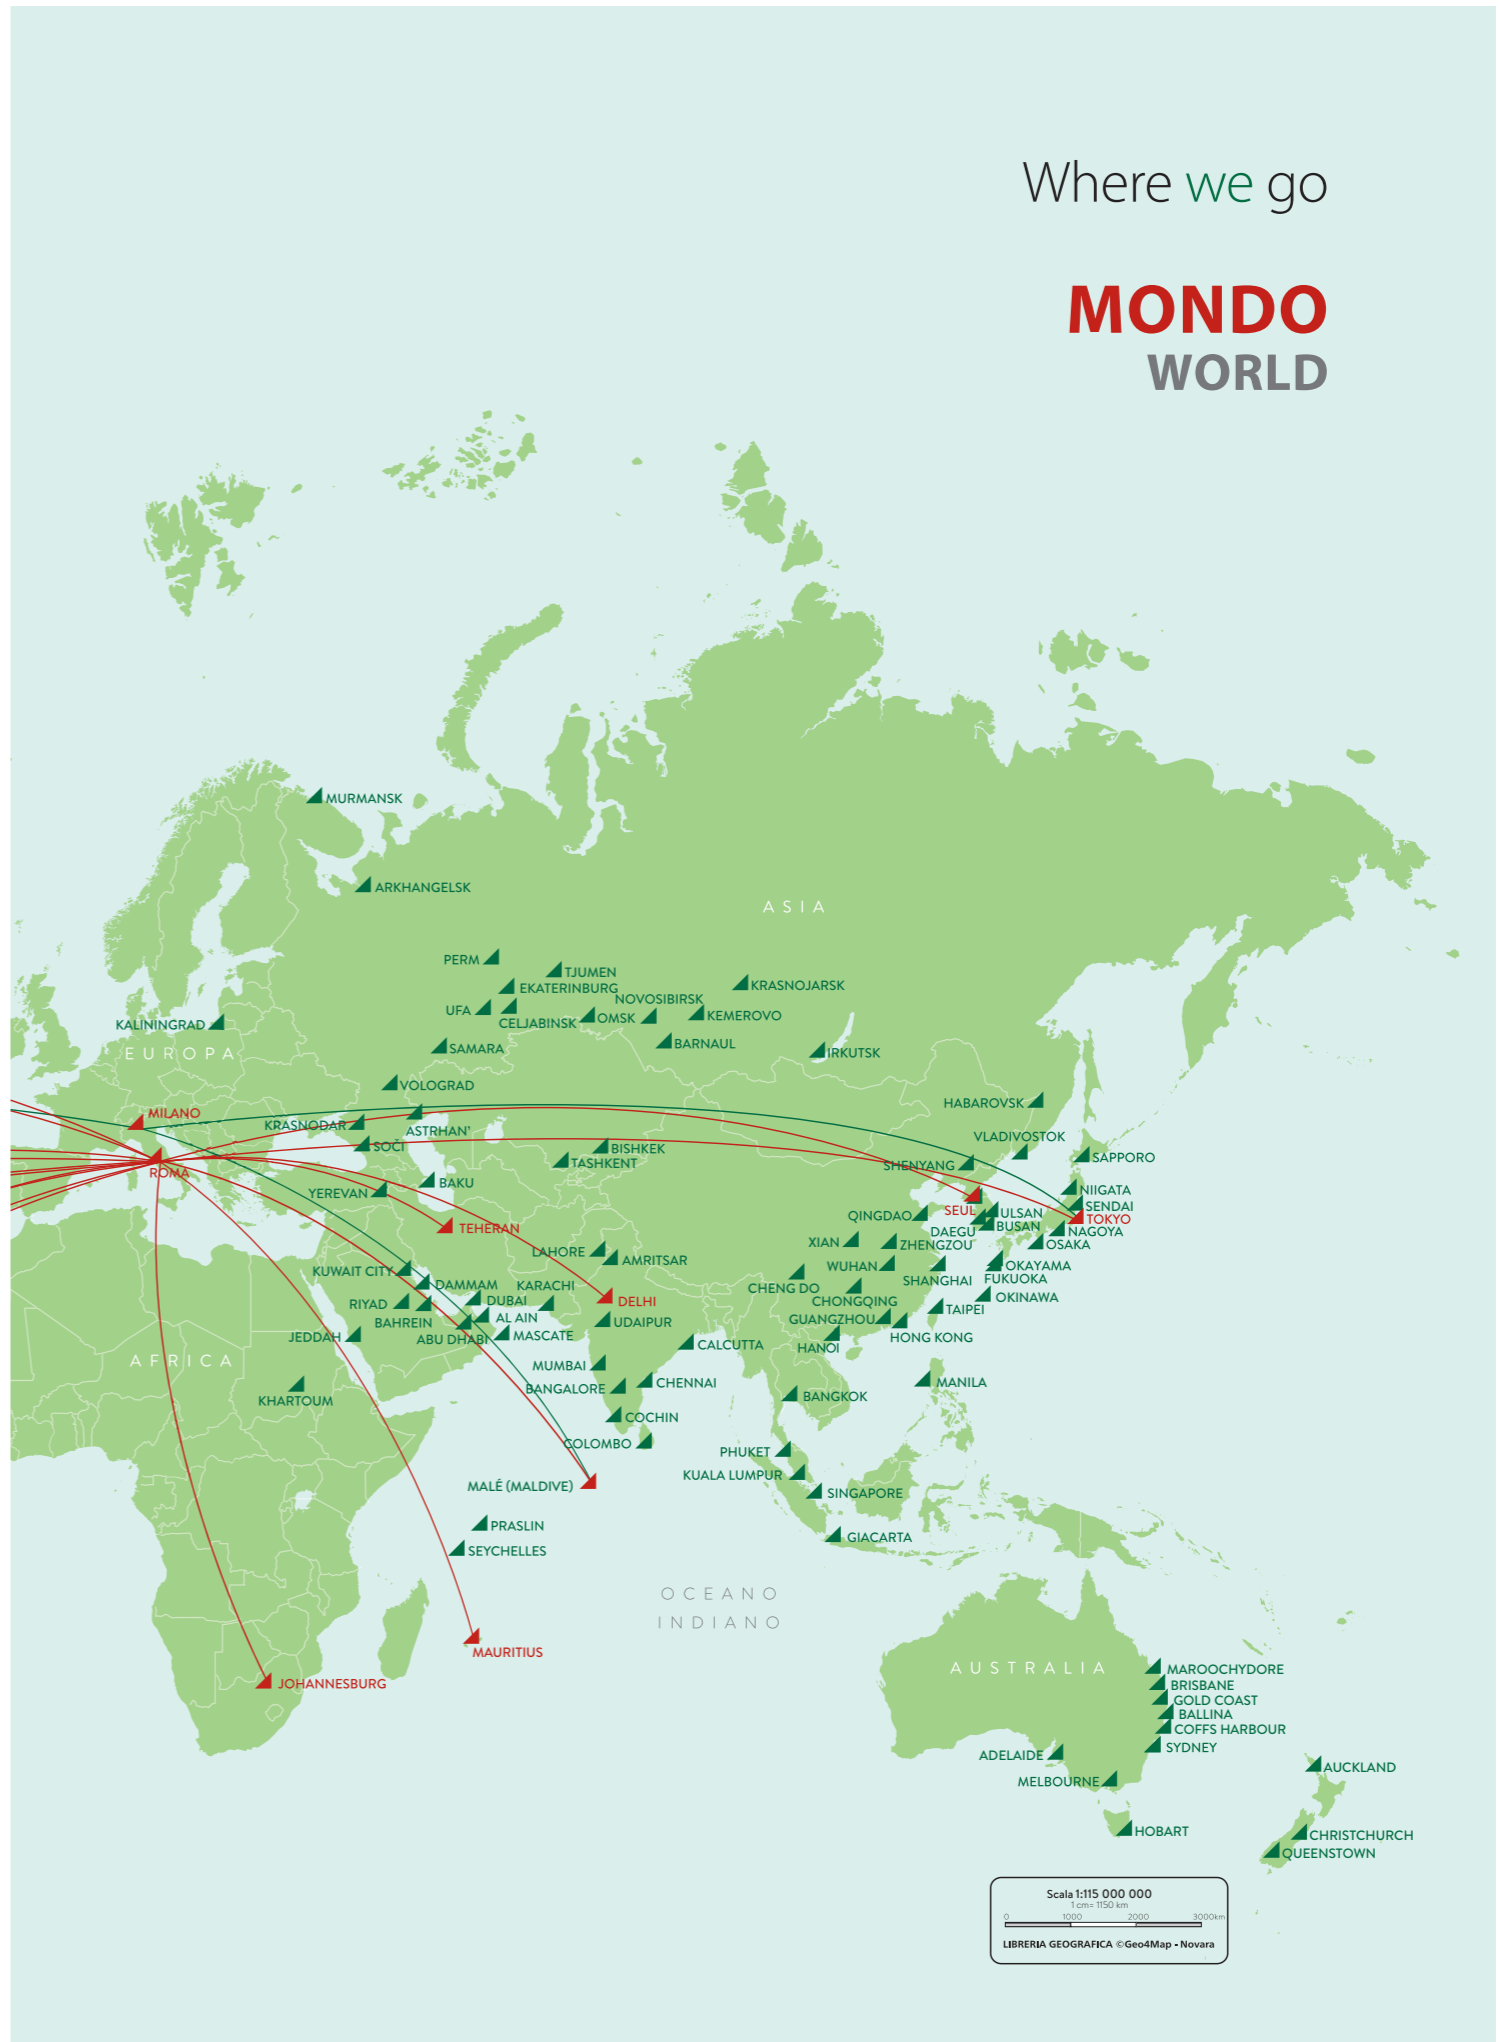 Where we go
MONDO
WORLD
MURMANSK
ARKHANGELSK
ASIA
PERM
TJUMEN
EKATERINBURG
KRASNOJARSK
NOVOSIBIRSK
UFA
CELJABINSK
OMSK
KEMEROVO
KALININGRAD
EUROPA
SAMARA
BARNAUL
IRKUTSK
VOLOGRAD
HABAROVSK
MILANO
KRASNODAR
ASTRHAN'
VLADIVOSTOK
SOČI
BISHKEK
TASHKENT
SHENYANG
SAPPORO
ROMA
YEREVAN
BAKU
NIIGATA
SENDAI
SEUL
ULSAN
TOKYO
QINGDAO
DAEGU
BUSAN
NAGOYA
TEHERAN
XIAN
ZHENGZOU
OSAKA
LAHORE
AMRITSAR
WUHAN
OKAYAMA
KUWAIT CITY
DAMMAM
KARACHI
CHENG DO
SHANGHAI
FUKUOKA
RIYAD
DUBAI
DELHI
CHONGQING
OKINAWA
BAHREIN
AL AIN
UDAIPUR
GUANGZHOU
TAIPEI
JEDDAH
ABU DHABI
MASCATE
CALCUTTA
HANOI
HONG KONG
AFRICA
MUMBAI
KHARTOUM
BANGALORE
CHENNAI
BANGKOK
MANILA
COCHIN
COLOMBO
PHUKET
KUALA LUMPUR
MALÉ (MALDIVE)
SINGAPORE
PRASLIN
GIACARTA
SEYCHELLES
OCEANO
INDIANO
MAURITIUS
JOHANNESBURG
AUSTRALIA
MAROOCHYDORE
BRISBANE
GOLD COAST
BALLINA
COFFS HARBOUR
SYDNEY
ADELAIDE
MELBOURNE
AUCKLAND
HOBART
CHRISTCHURCH
QUEENSTOWN
Scala 1:115 000 000
1 cm= 1150 km
0 1000 2000 3000km
LIBRERIA GEOGRAFICA ©Geo4Map - Novara